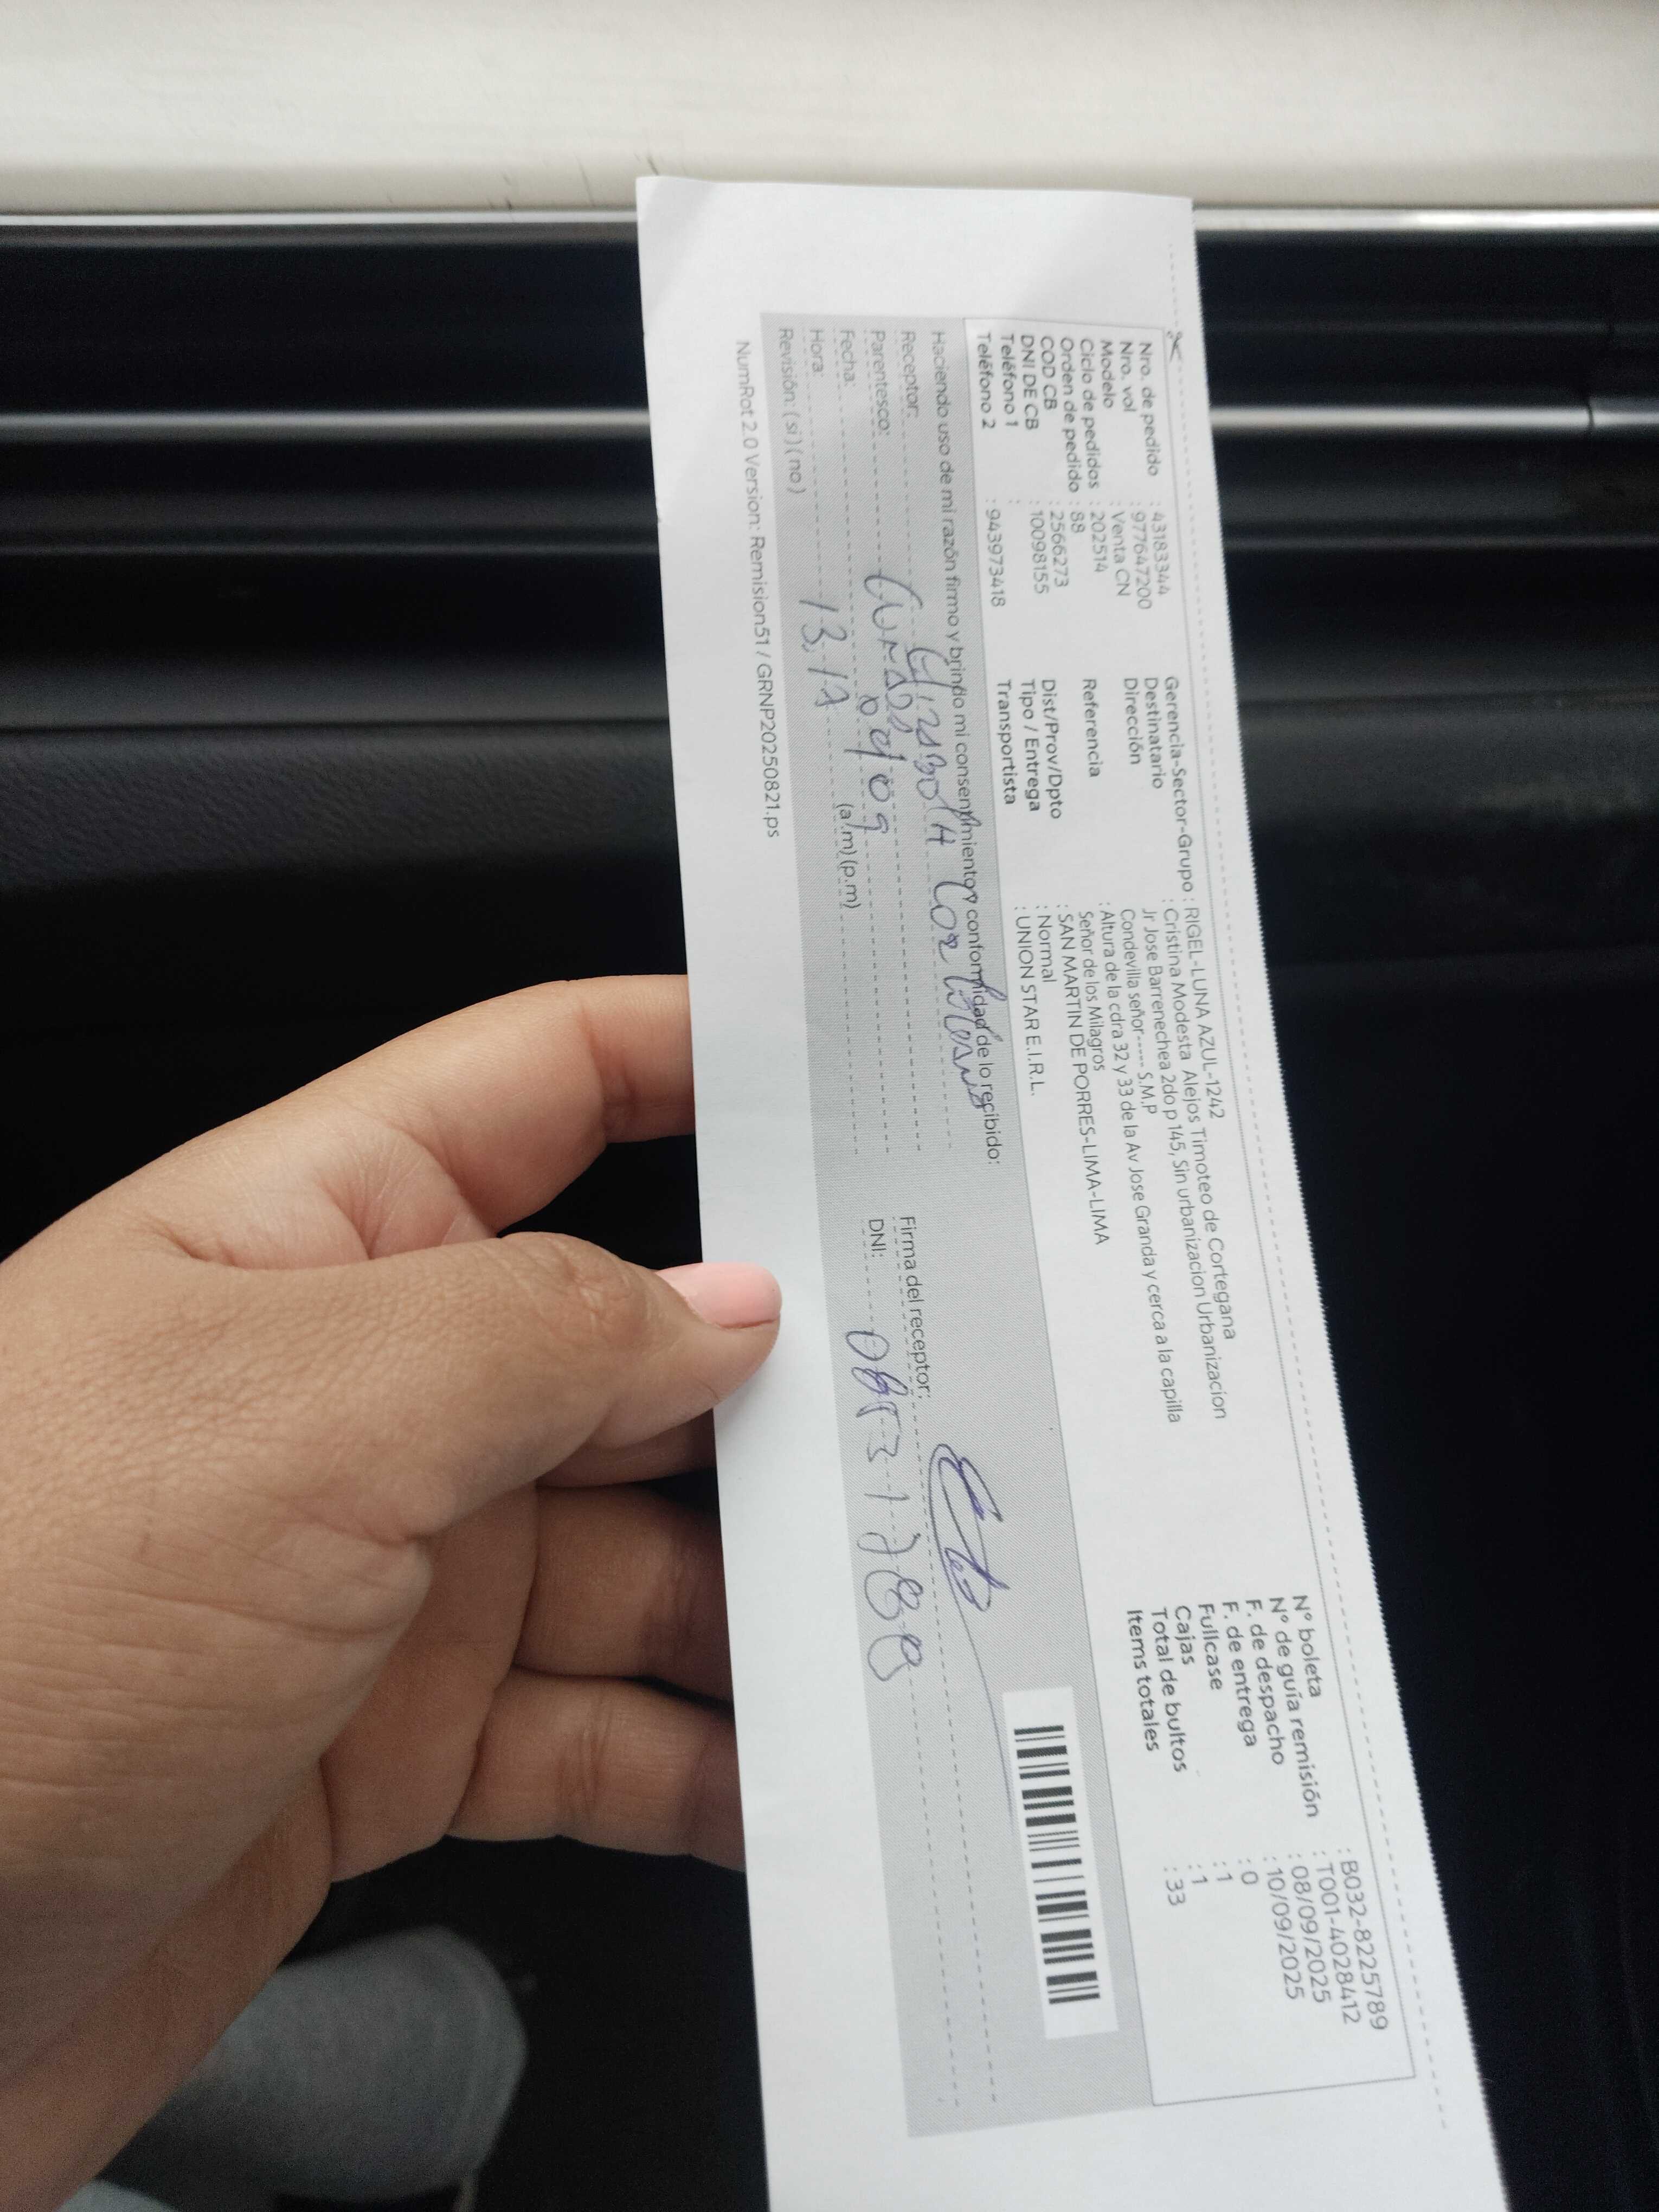 Nro. de pedido : 43183344
Nro. vol : 977647200
Modelo : Venta CN
Ciclo de pedidos : 202514
Orden de pedido : 88
COD CB : 2566273
DNI DE CB : 10098155
Teléfono 1 :
Teléfono 2 : 943973418
Gerencia-Sector-Grupo : RIGEL-LUNA AZUL-1242
Destinatario : Cristina Modesta Alejos Timoteo de Cortegana
Dirección : Jr Jose Barrenechea 2do p 145, Sin urbanizacion Urbanizacion
Condevilla señor ----- S.M.P
Referencia : Altura de la cdra 32 y 33 de la Av Jose Granda y cerca a la capilla
Señor de los Milagros
Dist/Prov/Dpto : SAN MARTIN DE PORRES-LIMA-LIMA
Tipo / Entrega : Normal
Transportista : UNION STAR E.I.R.L.
N° boleta : B032-8225789
N° de guía remisión : T001-4028412
F. de despacho : 08/09/2025
F. de entrega : 10/09/2025
Fullcase : 0
Cajas : 1
Total de bultos : 1
Items totales : 33
Haciendo uso de mi razón firmo y brindo mi consentimiento y conformidad de lo recibido:
Receptor:
Parentesco:
Fecha: 09/09
Hora: 13:17 (a.m) (p.m)
Revisión: ( si ) ( no )
Firma del receptor:
DNI:
NumRot 2.0 Version: Remision51 / GRNP20250821.ps